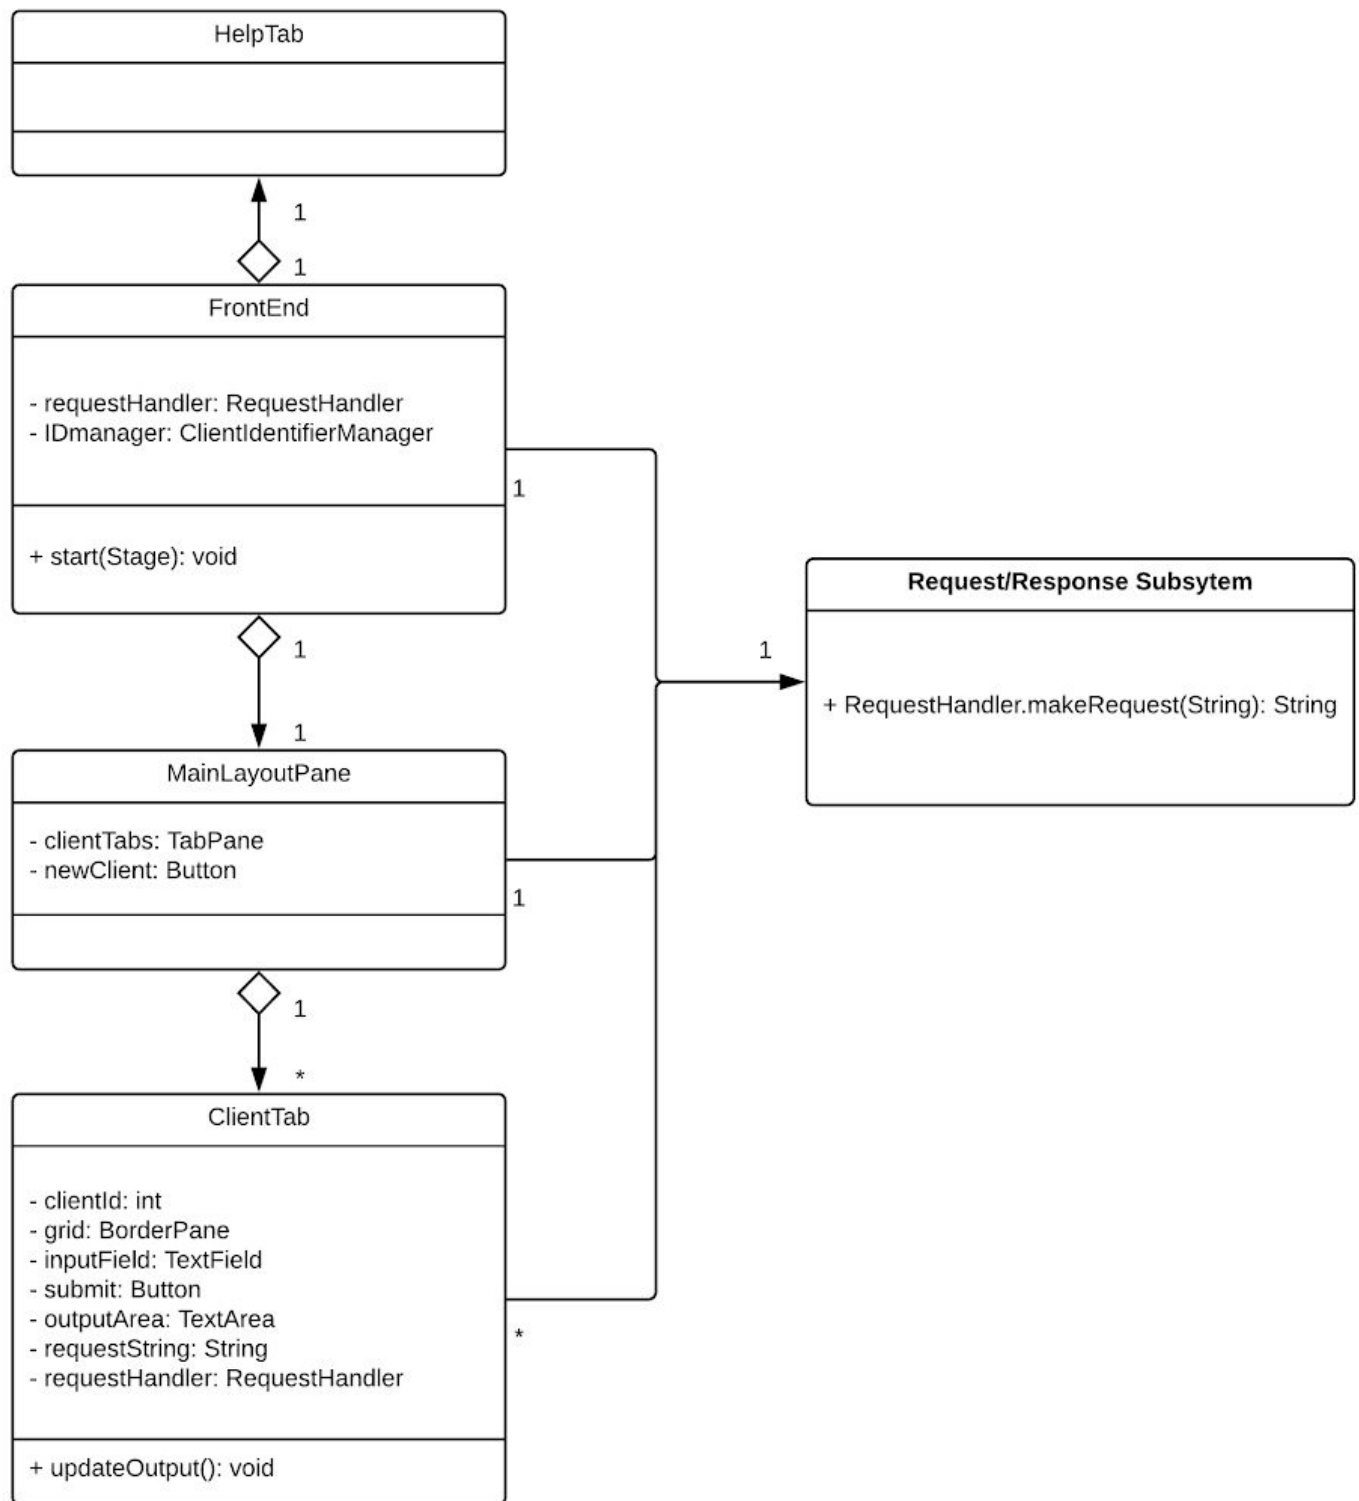 HelpTab
1
1
FrontEnd
- requestHandler: RequestHandler
- IDmanager: ClientIdentifierManager
1
+ start(Stage): void
1
1
MainLayoutPane
- clientTabs: TabPane
- newClient: Button
1
1
*
ClientTab
- clientId: int
- grid: BorderPane
- inputField: TextField
- submit: Button
- outputArea: TextArea
- requestString: String
- requestHandler: RequestHandler
*
+ updateOutput(): void
1
Request/Response Subsytem
+ RequestHandler.makeRequest(String): String